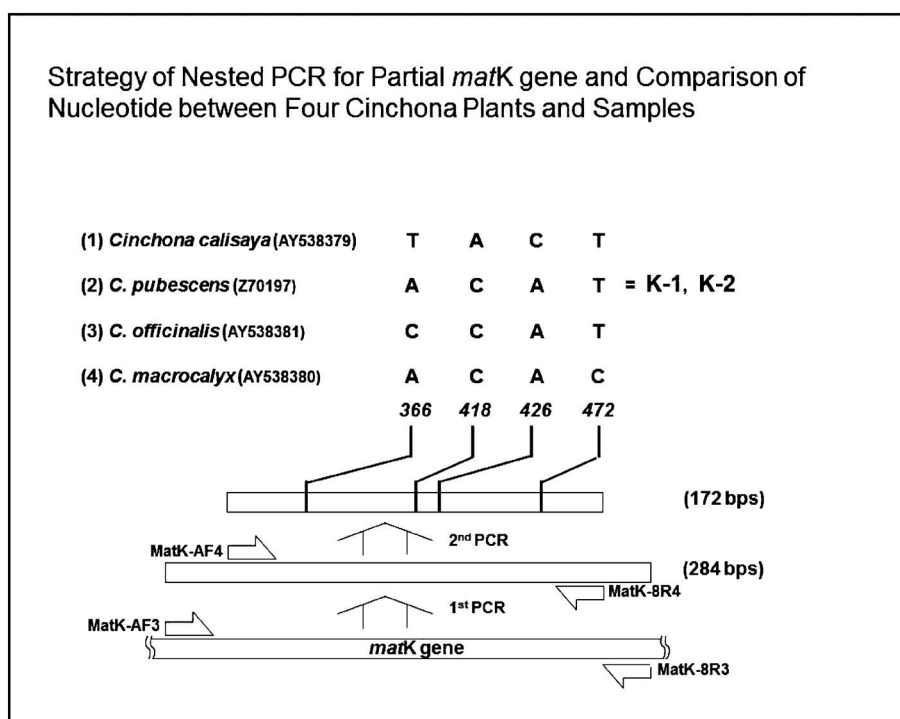 Strategy of Nested PCR for Partial matK gene and Comparison of
Nucleotide between Four Cinchona Plants and Samples
(1) Cinchona calisaya (AY538379) T A C T
(2) C. pubescens (Z70197) A C A T = K-1, K-2
(3) C. officinalis (AY538381) C C A T
(4) C. macrocalyx (AY538380) A C A C
366 418 426 472
(172 bps)
MatK-AF4 2nd PCR
(284 bps)
MatK-8R4
1st PCR
MatK-AF3
matK gene
MatK-8R3